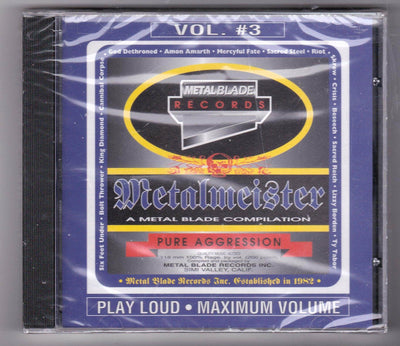 VOL. #3
God Dethroned • Amon Amarth • Mercyful Fate • Sacred Steel • Riot •
Six Feet Under • Bolt Thrower • King Diamond • Cannibal Corpse
Crisis • Beseech • Sacred Reich • Lizzy Borden • Ty Tabor
METAL BLADE
RECORDS
Metalmeister
A METAL BLADE COMPILATION
PURE AGGRESSION
METAL BLADE RECORDS INC.
SIMI VALLEY, CALIF.
• Metal Blade Records Inc. Established in 1982 •
PLAY LOUD • MAXIMUM VOLUME